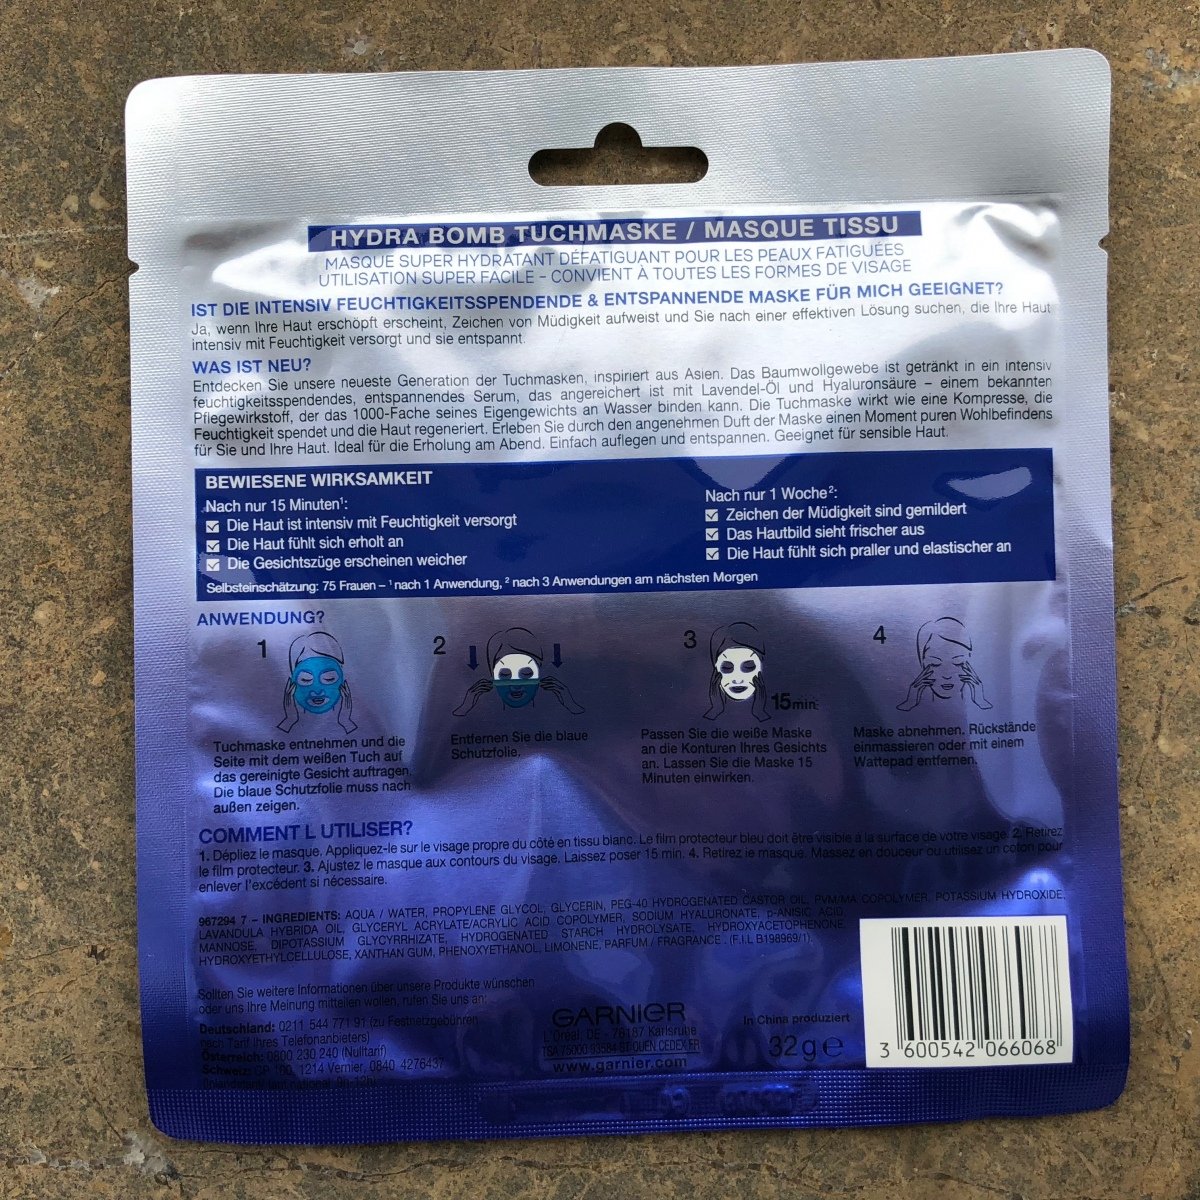 HYDRA BOMB TUCHMASKE / MASQUE TISSU
MASQUE SUPER HYDRATANT DÉFATIGUANT POUR LES PEAUX FATIGUÉES
UTILISATION SUPER FACILE - CONVIENT À TOUTES LES FORMES DE VISAGE
IST DIE INTENSIV FEUCHTIGKEITSSPENDENDE & ENTSPANNENDE MASKE FÜR MICH GEEIGNET?
Ja, wenn Ihre Haut erschöpft erscheint, Zeichen von Müdigkeit aufweist und Sie nach einer effektiven Lösung suchen, die Ihre Haut
intensiv mit Feuchtigkeit versorgt und sie entspannt.
WAS IST NEU?
Entdecken Sie unsere neueste Generation der Tuchmasken, inspiriert aus Asien. Das Baumwollgewebe ist getränkt in ein intensiv
feuchtigkeitsspendendes, entspannendes Serum, das angereichert ist mit Lavendel-Öl und Hyaluronsäure – einem bekannten
Pflegewirkstoff, der das 1000-Fache seines Eigengewichts an Wasser binden kann. Die Tuchmaske wirkt wie eine Kompresse, die
Feuchtigkeit spendet und die Haut regeneriert. Erleben Sie durch den angenehmen Duft der Maske einen Moment puren Wohlbefindens
für Sie und Ihre Haut. Ideal für die Erholung am Abend. Einfach auflegen und entspannen. Geeignet für sensible Haut.
BEWIESENE WIRKSAMKEIT
Nach nur 15 Minuten¹:
Die Haut ist intensiv mit Feuchtigkeit versorgt
Die Haut fühlt sich erholt an
Die Gesichtszüge erscheinen weicher
Nach nur 1 Woche²:
Zeichen der Müdigkeit sind gemildert
Das Hautbild sieht frischer aus
Die Haut fühlt sich praller und elastischer an
Selbsteinschätzung: 75 Frauen – ¹ nach 1 Anwendung, ² nach 3 Anwendungen am nächsten Morgen
ANWENDUNG?
1
Tuchmaske entnehmen und die
Seite mit dem weißen Tuch auf
das gereinigte Gesicht auftragen.
Die blaue Schutzfolie muss nach
außen zeigen.
2
Entfernen Sie die blaue
Schutzfolie.
3
15min.
Passen Sie die weiße Maske
an die Konturen Ihres Gesichts
an. Lassen Sie die Maske 15
Minuten einwirken.
4
Maske abnehmen. Rückstände
einmassieren oder mit einem
Wattepad entfernen.
COMMENT L UTILISER?
1. Dépliez le masque. Appliquez-le sur le visage propre du côté en tissu blanc. Le film protecteur bleu doit être visible à la surface de votre visage. 2. Retirez
le film protecteur. 3. Ajustez le masque aux contours du visage. Laissez poser 15 min. 4. Retirez le masque. Massez en douceur ou utilisez un coton pour
enlever l'excédent si nécessaire.
967294 7 – INGREDIENTS: AQUA / WATER, PROPYLENE GLYCOL, GLYCERIN, PEG-40 HYDROGENATED CASTOR OIL, PVM/MA COPOLYMER, POTASSIUM HYDROXIDE,
LAVANDULA HYBRIDA OIL, GLYCERYL ACRYLATE/ACRYLIC ACID COPOLYMER, SODIUM HYALURONATE, p-ANISIC ACID
MANNOSE, DIPOTASSIUM GLYCYRRHIZATE, HYDROGENATED STARCH HYDROLYSATE, HYDROXYACETOPHENONE,
HYDROXYETHYLCELLULOSE, XANTHAN GUM, PHENOXYETHANOL, LIMONENE, PARFUM / FRAGRANCE . (F.I.L B198969/1).
Sollten Sie weitere Informationen über unsere Produkte wünschen
oder uns Ihre Meinung mitteilen wollen, rufen Sie uns an:
Deutschland: 0211 544 771 91 (zu Festnetzgebühren
nach Tarif Ihres Telefonanbieters)
Österreich: 0800 230 240 (Nulltarif)
Schweiz: CP 100, 1214 Vernier, 0840 4276437
GARNIER
L'Oréal, DE - 76187 Karlsruhe
TSA 75000 93584 ST OUEN CEDEX FR
www.garnier.com
In China produziert
32g e
3 600542 066068